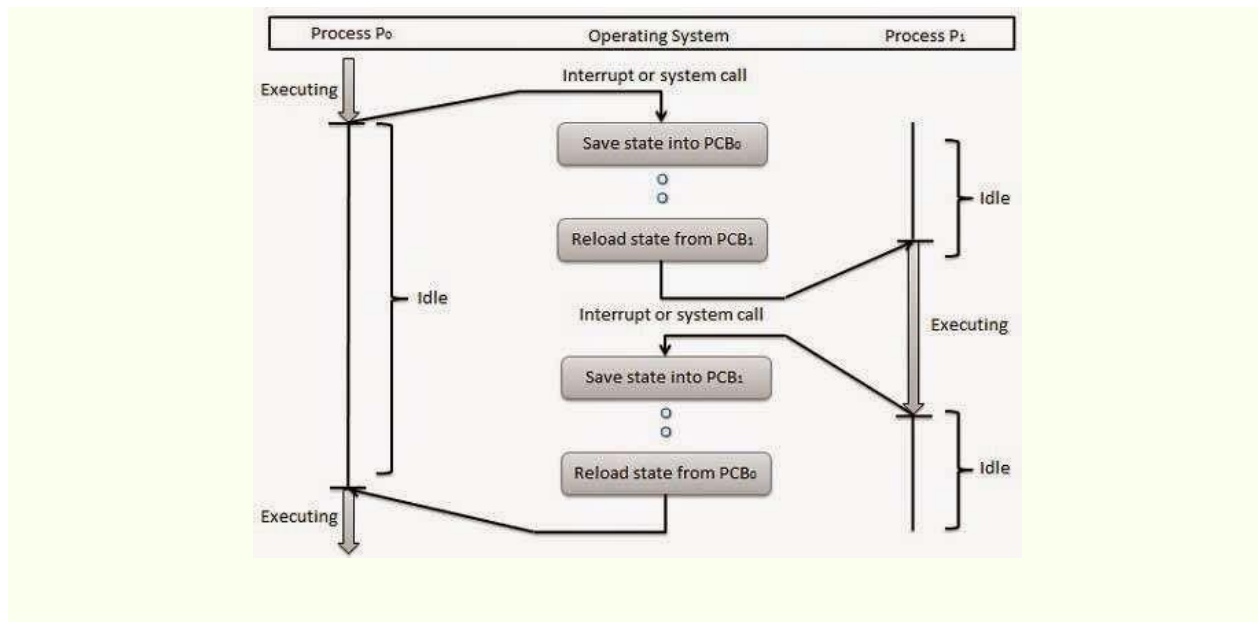 Process P₀
Operating System
Process P₁
Interrupt or system call
Executing
Save state into PCB₀
Idle
Reload state from PCB₁
Idle
Interrupt or system call
Executing
Save state into PCB₁
Reload state from PCB₀
Idle
Executing